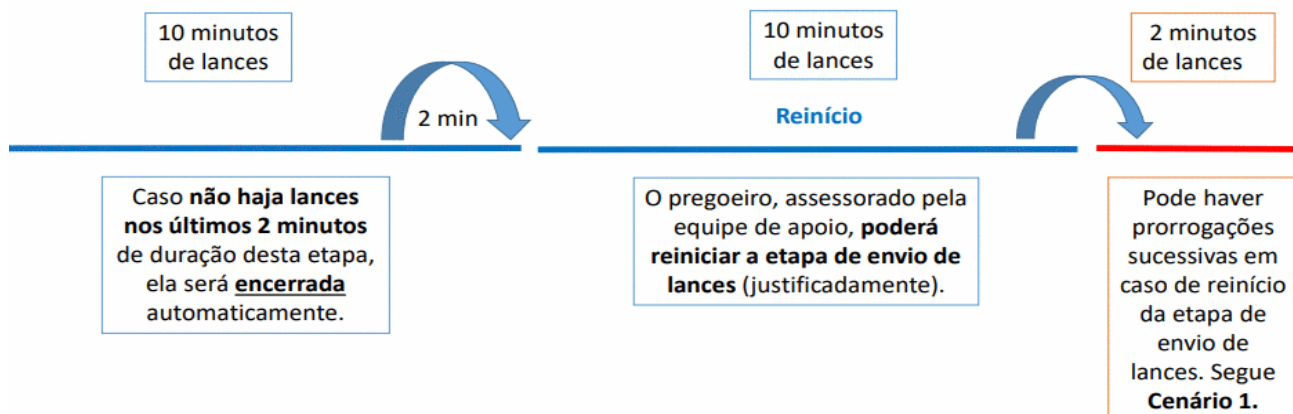 10 minutos
de lances
10 minutos
de lances
2 minutos
de lances
2 min
Reinício
Caso não haja lances
nos últimos 2 minutos
de duração desta etapa,
ela será encerrada
automaticamente.
O pregoeiro, assessorado pela
equipe de apoio, poderá
reiniciar a etapa de envio de
lances (justificadamente).
Pode haver
prorrogações
sucessivas em
caso de reinício
da etapa de
envio de
lances. Segue
Cenário 1.